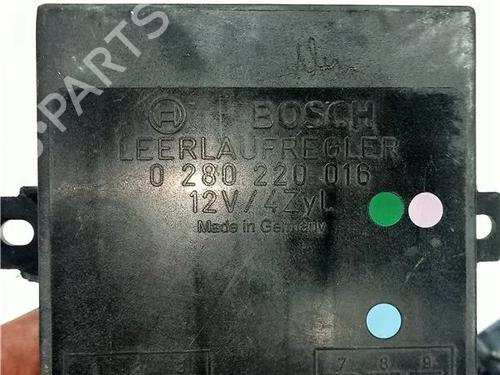 PARTS
BOSCH
LEERLAUFREGLER
0 280 220 016
12V/4Zyl.
Made in Germany
7 8 9